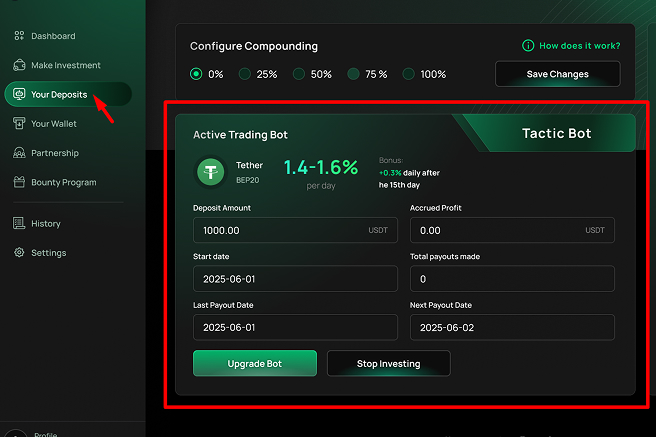 Dashboard
Make Investment
Your Deposits
Your Wallet
Partnership
Bounty Program
History
Settings
Profile
Configure Compounding
How does it work?
0%
25%
50%
75 %
100%
Save Changes
Active Trading Bot
Tactic Bot
Tether
BEP20
1.4-1.6%
per day
Bonus:
+0.3% daily after
he 15th day
Deposit Amount
1000.00 USDT
Accrued Profit
0.00 USDT
Start date
2025-06-01
Total payouts made
0
Last Payout Date
2025-06-01
Next Payout Date
2025-06-02
Upgrade Bot
Stop Investing